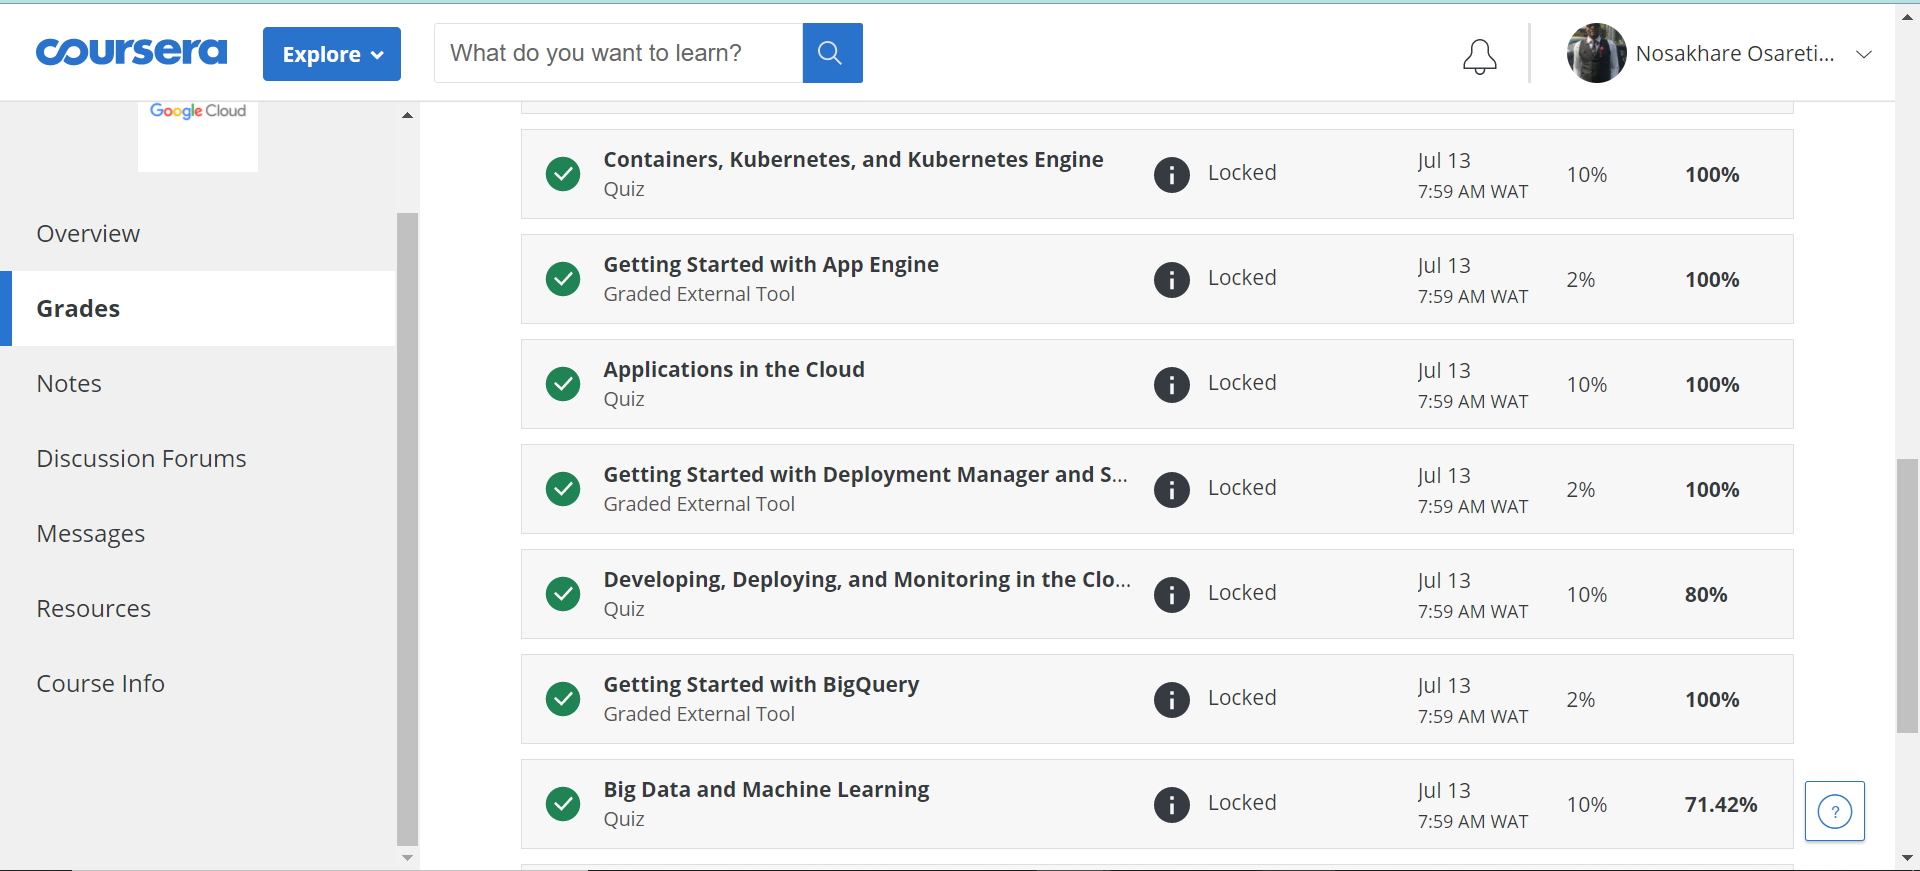 coursera
Explore
What do you want to learn?
Nosakhare Osareti...
Google Cloud
Overview
Grades
Notes
Discussion Forums
Messages
Resources
Course Info
Containers, Kubernetes, and Kubernetes Engine
Quiz
Locked
Jul 13
7:59 AM WAT
10%
100%
Getting Started with App Engine
Graded External Tool
Locked
Jul 13
7:59 AM WAT
2%
100%
Applications in the Cloud
Quiz
Locked
Jul 13
7:59 AM WAT
10%
100%
Getting Started with Deployment Manager and S...
Graded External Tool
Locked
Jul 13
7:59 AM WAT
2%
100%
Developing, Deploying, and Monitoring in the Clo...
Quiz
Locked
Jul 13
7:59 AM WAT
10%
80%
Getting Started with BigQuery
Graded External Tool
Locked
Jul 13
7:59 AM WAT
2%
100%
Big Data and Machine Learning
Quiz
Locked
Jul 13
7:59 AM WAT
10%
71.42%
?